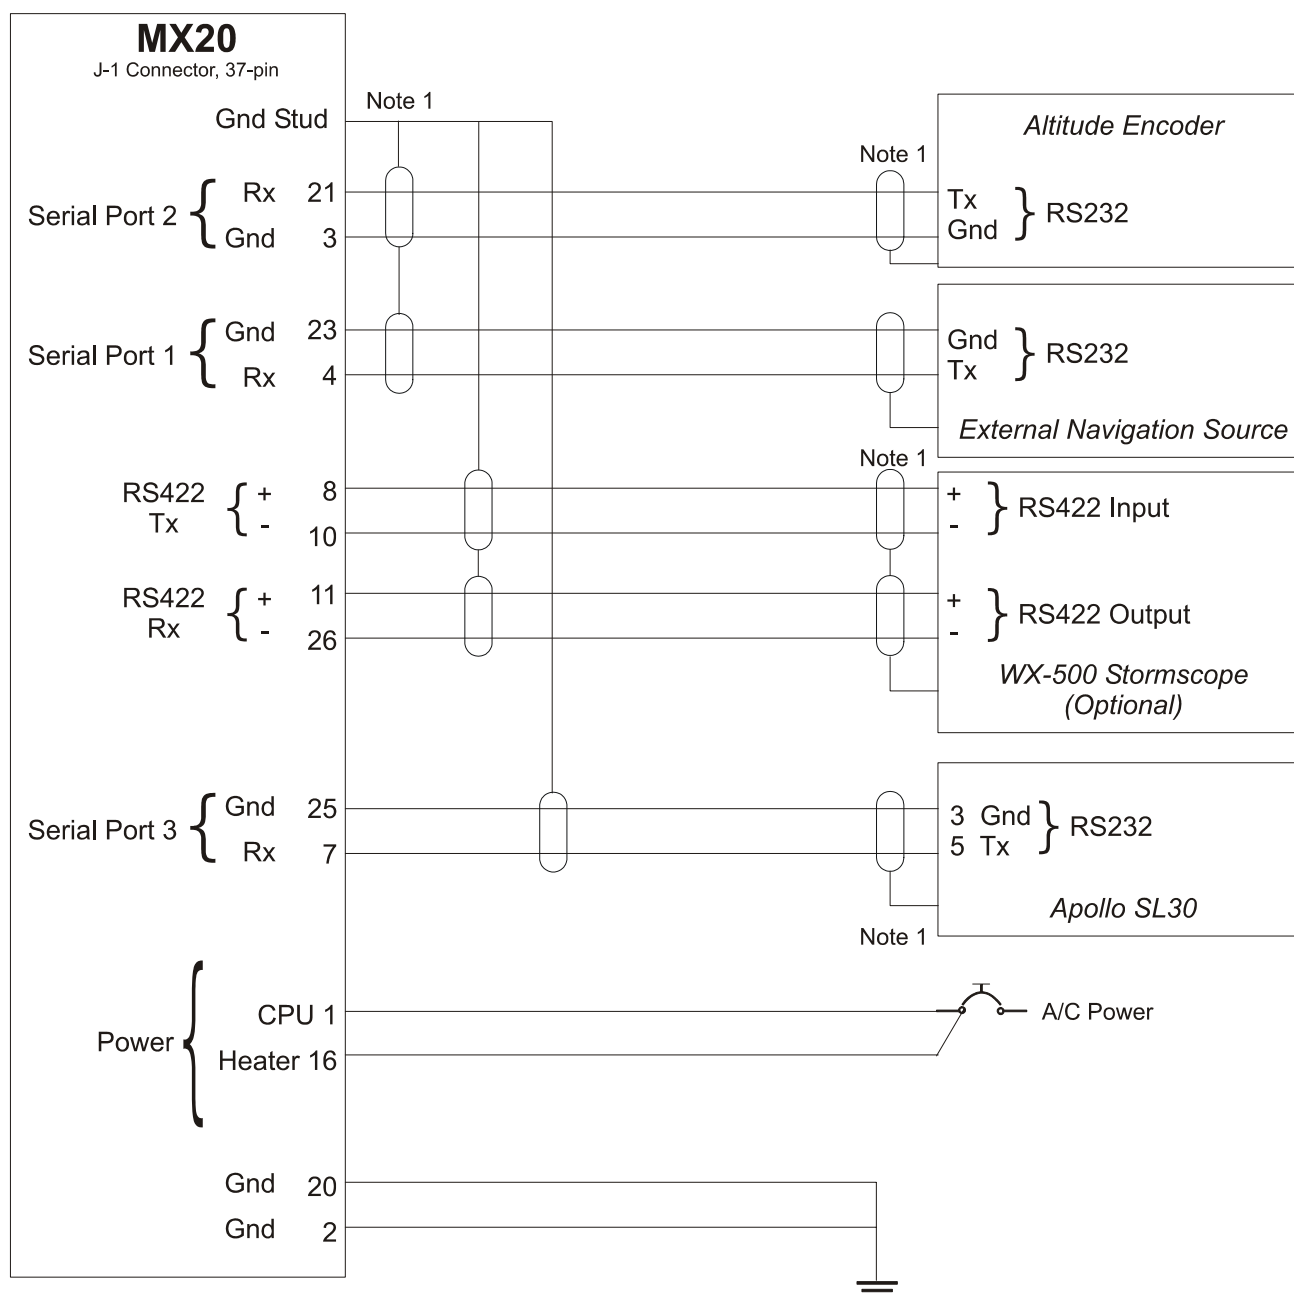 MX20
J-1 Connector, 37-pin
Gnd Stud
Note 1
Altitude Encoder
Note 1
Serial Port 2 { Rx 21
Gnd 3
Tx
Gnd
} RS232
Serial Port 1 { Gnd 23
Rx 4
Gnd
Tx
} RS232
External Navigation Source
Note 1
RS422
Tx
{ + 8
- 10
+
-
} RS422 Input
RS422
Rx
{ + 11
- 26
+
-
} RS422 Output
WX-500 Stormscope
(Optional)
Serial Port 3 { Gnd 25
Rx 7
3 Gnd
5 Tx
} RS232
Apollo SL30
Note 1
Power { CPU 1
Heater 16
A/C Power
Gnd 20
Gnd 2